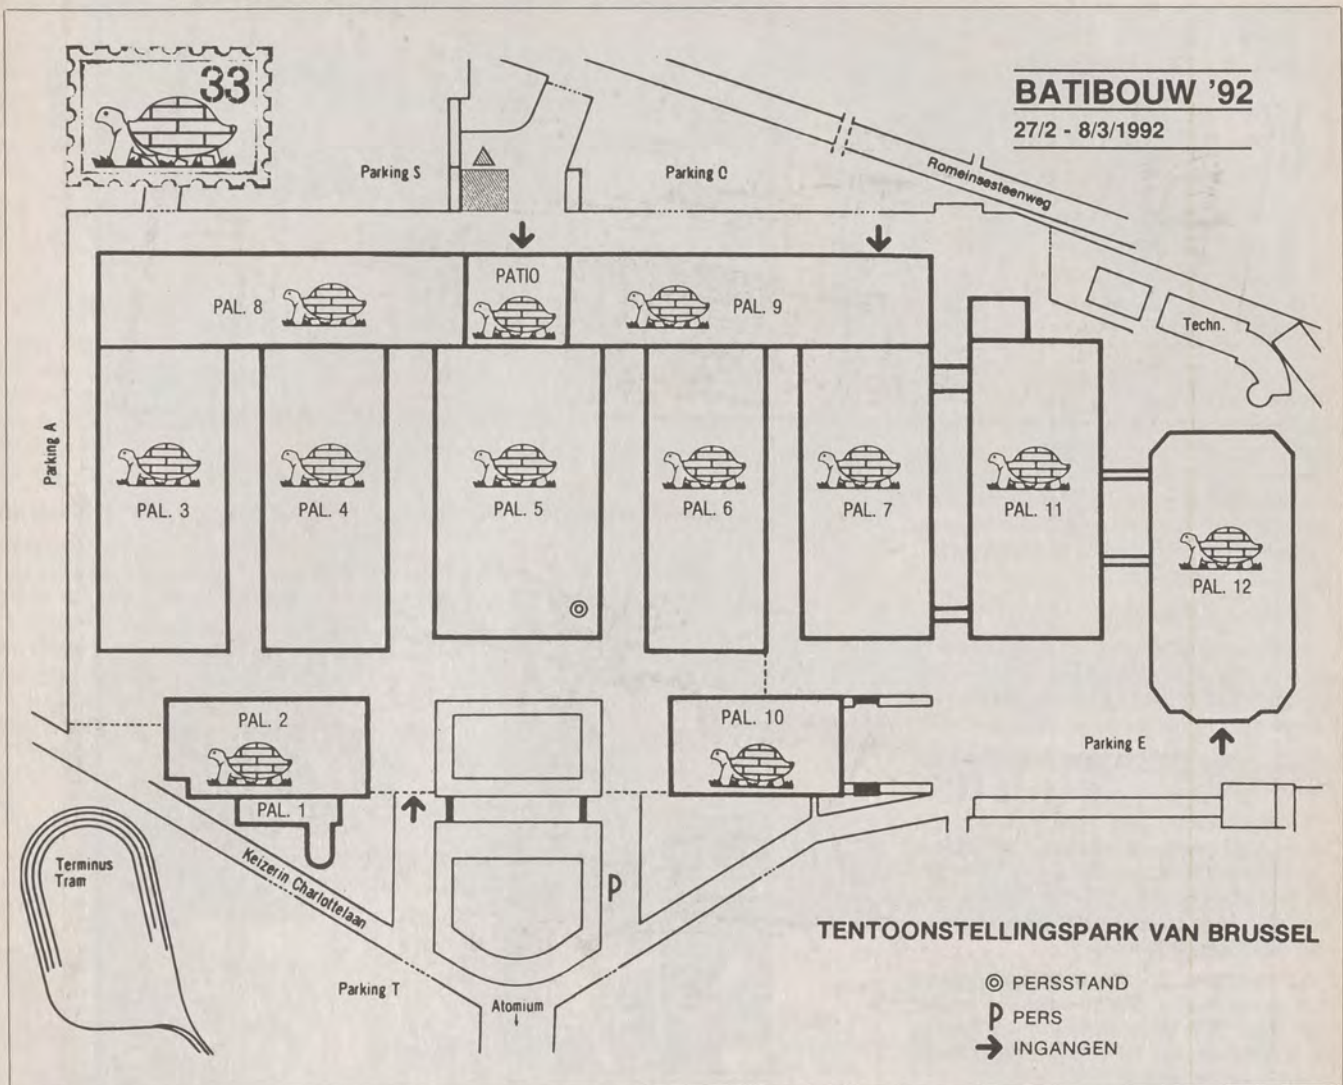 33
BATIBOUW '92
27/2 - 8/3/1992
Parking S
Parking C
Romeinsesteenweg
PATIO
PAL. 8
PAL. 9
Techn.
Parking A
PAL. 3
PAL. 4
PAL. 5
PAL. 6
PAL. 7
PAL. 11
PAL. 12
PAL. 2
PAL. 10
Parking E
PAL. 1
Terminus
Tram
Keizerin Charlottelaan
P
TENTOONSTELLINGSPARK VAN BRUSSEL
Parking T
Atomium
PERSSTAND
P PERS
INGANGEN